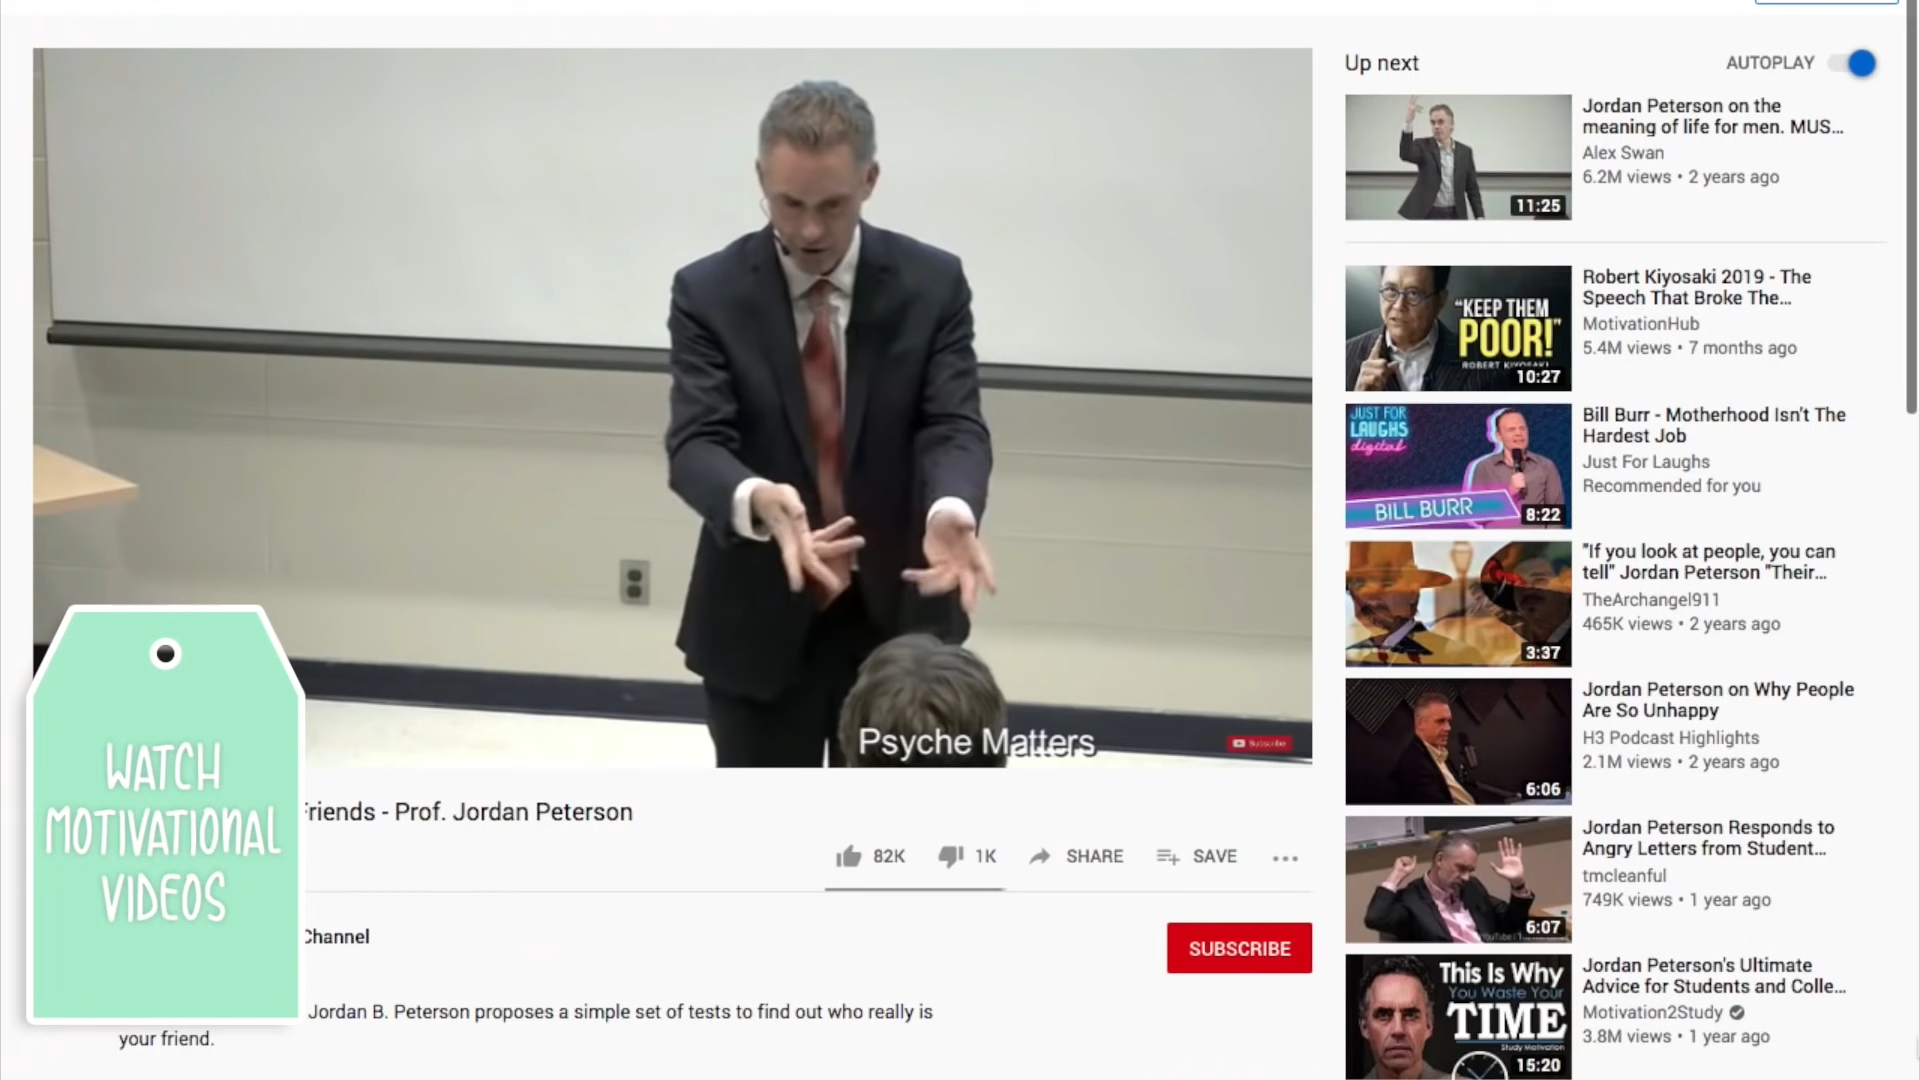 Psyche Matters
Subscribe
WATCH
MOTIVATIONAL
VIDEOS
riends - Prof. Jordan Peterson
82K
1K
SHARE
SAVE
Channel
SUBSCRIBE
Jordan B. Peterson proposes a simple set of tests to find out who really is
your friend.
Up next
AUTOPLAY
11:25
Jordan Peterson on the
meaning of life for men. MUS...
Alex Swan
6.2M views • 2 years ago
"KEEP THEM
POOR!"
ROBERT KIYOSAKI
10:27
Robert Kiyosaki 2019 - The
Speech That Broke The...
MotivationHub
5.4M views • 7 months ago
JUST FOR
LAUGHS
digital
BILL BURR
8:22
Bill Burr - Motherhood Isn't The
Hardest Job
Just For Laughs
Recommended for you
3:37
"If you look at people, you can
tell" Jordan Peterson "Their...
TheArchangel911
465K views • 2 years ago
6:06
Jordan Peterson on Why People
Are So Unhappy
H3 Podcast Highlights
2.1M views • 2 years ago
6:07
Jordan Peterson Responds to
Angry Letters from Student...
tmcleanful
749K views • 1 year ago
This Is Why
You Waste Your
TIME
Study Motivation
15:20
Jordan Peterson's Ultimate
Advice for Students and Colle...
Motivation2Study
3.8M views • 1 year ago